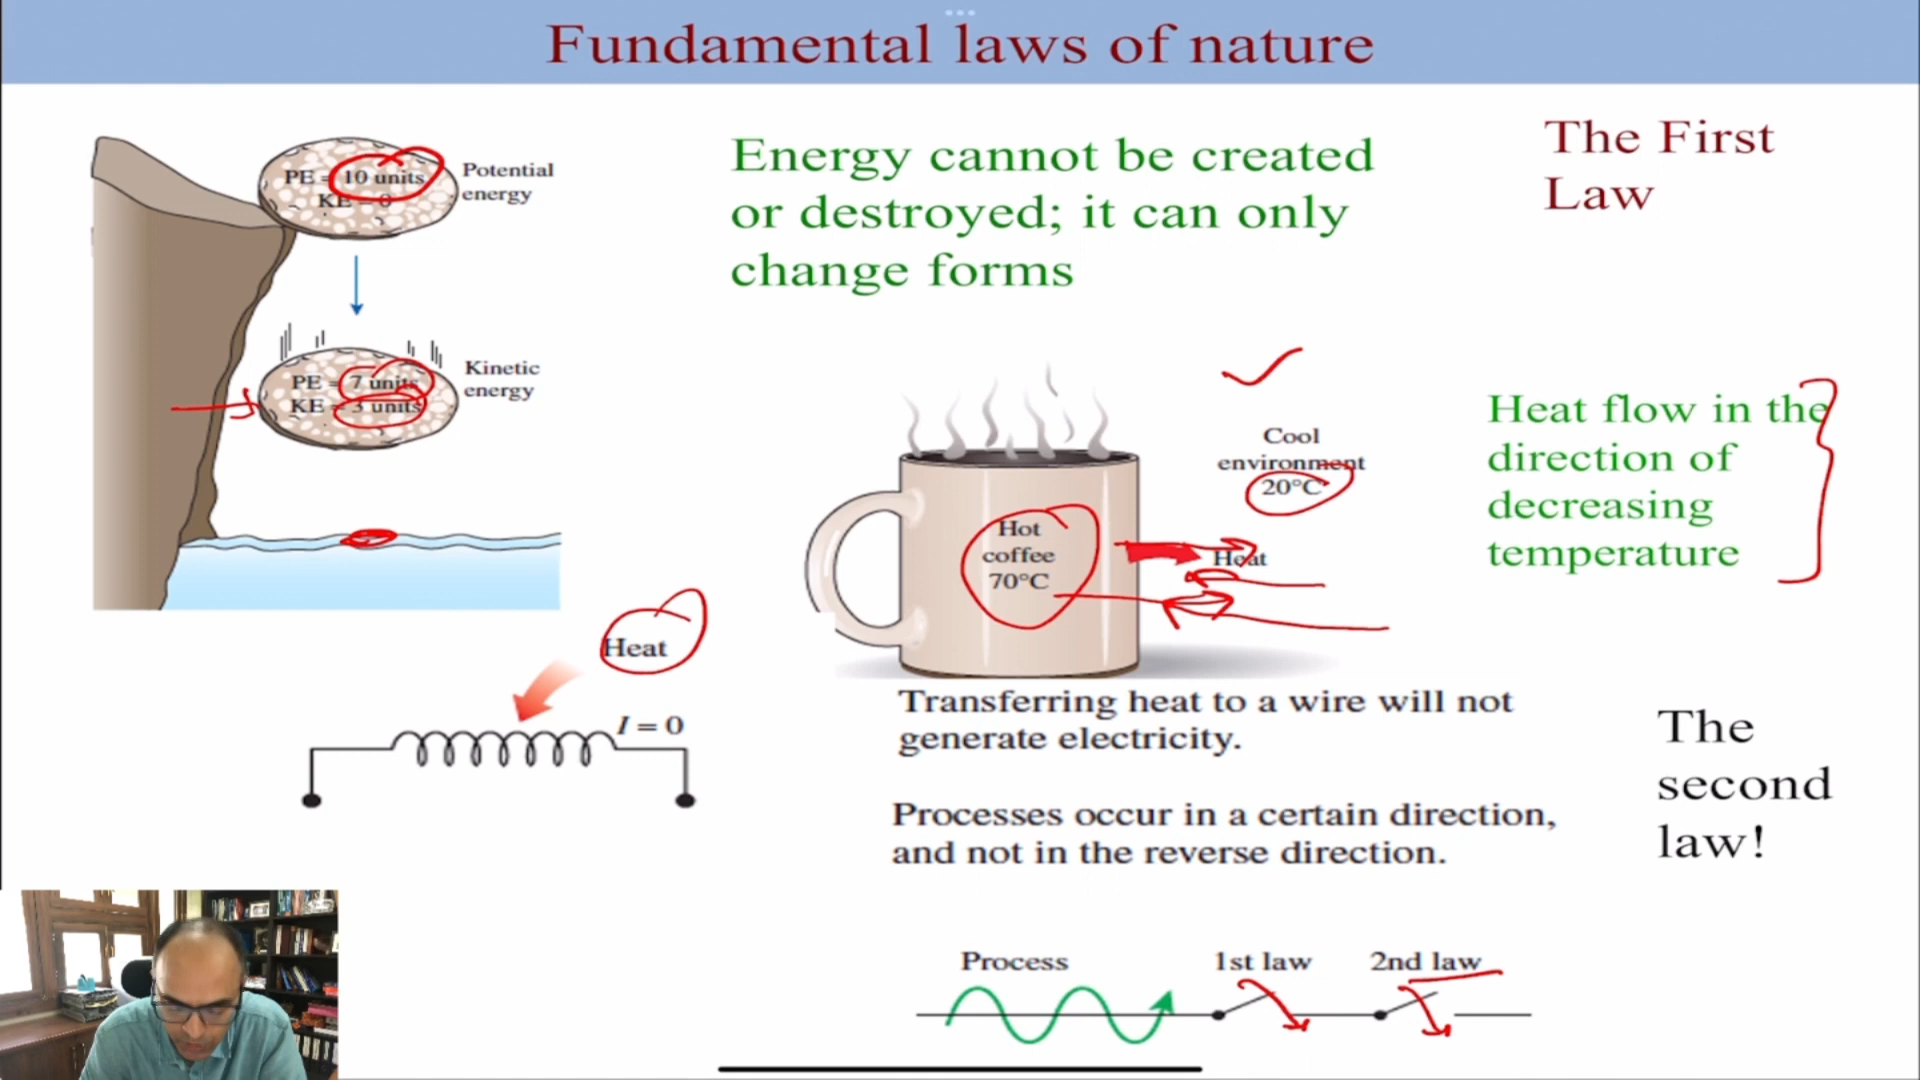 Fundamental laws of nature
PE = 10 units
KE = 0
Potential
energy
PE = 7 units
KE = 3 units
Kinetic
energy
Energy cannot be created
or destroyed; it can only
change forms
The First
Law
Cool
environment
20°C
Hot
coffee
70°C
Heat
Heat flow in the
direction of
decreasing
temperature
Heat
I = 0
Transferring heat to a wire will not
generate electricity.
Processes occur in a certain direction,
and not in the reverse direction.
The
second
law!
Process
1st law
2nd law